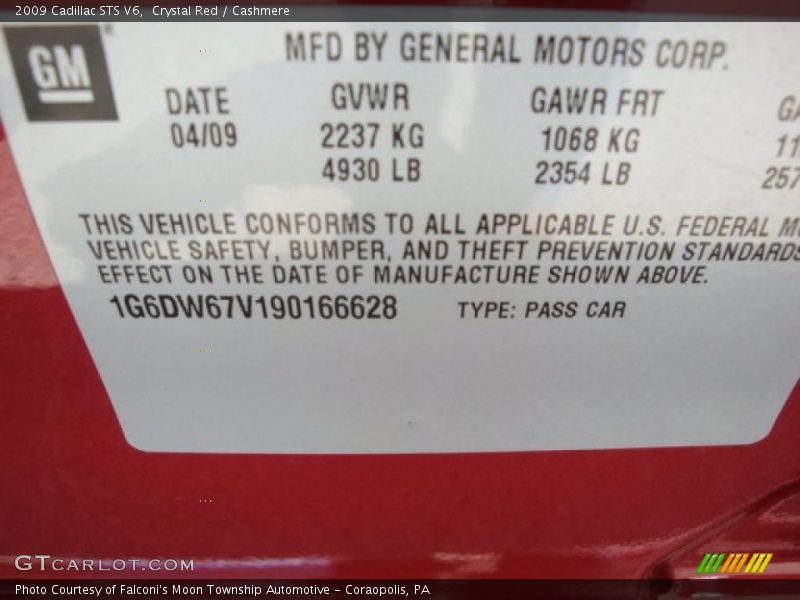 2009 Cadillac STS V6,  Crystal Red / Cashmere
GM
MFD BY GENERAL MOTORS CORP.
DATE GVWR GAWR FRT
04/09 2237 KG 1068 KG
4930 LB 2354 LB
THIS VEHICLE CONFORMS TO ALL APPLICABLE U.S. FEDERAL
VEHICLE SAFETY, BUMPER, AND THEFT PREVENTION STANDARDS
EFFECT ON THE DATE OF MANUFACTURE SHOWN ABOVE.
1G6DW67V190166628 TYPE: PASS CAR
GTCARLOT.COM
Photo Courtesy of Falconi's Moon Township Automotive - Coraopolis, PA